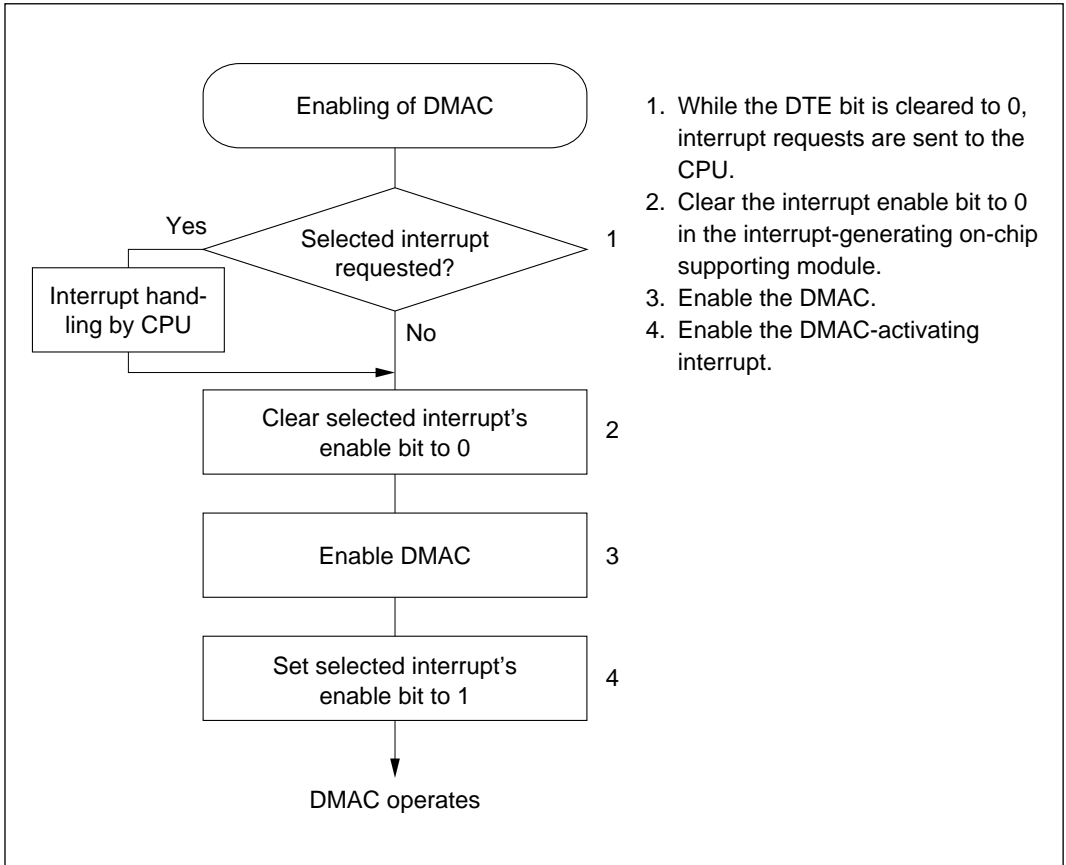 Enabling of DMAC
Selected interrupt
requested?
1
Yes
No
Interrupt hand-
ling by CPU
Clear selected interrupt's
enable bit to 0
2
Enable DMAC
3
Set selected interrupt's
enable bit to 1
4
DMAC operates
1. While the DTE bit is cleared to 0,
interrupt requests are sent to the
CPU.
2. Clear the interrupt enable bit to 0
in the interrupt-generating on-chip
supporting module.
3. Enable the DMAC.
4. Enable the DMAC-activating
interrupt.